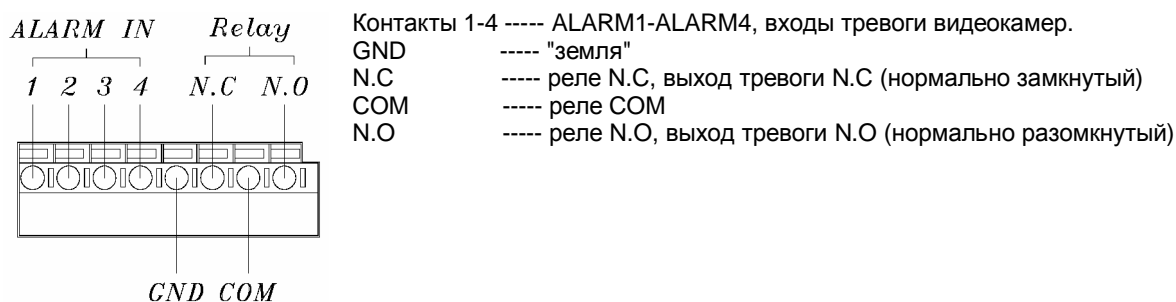 ALARM IN Relay
1 2 3 4 N.C N.O
GND COM
Контакты 1-4 ----- ALARM1-ALARM4, входы тревоги видеокамер.
GND ----- "земля"
N.C ----- реле N.C, выход тревоги N.C (нормально замкнутый)
COM ----- реле COM
N.O ----- реле N.O, выход тревоги N.O (нормально разомкнутый)